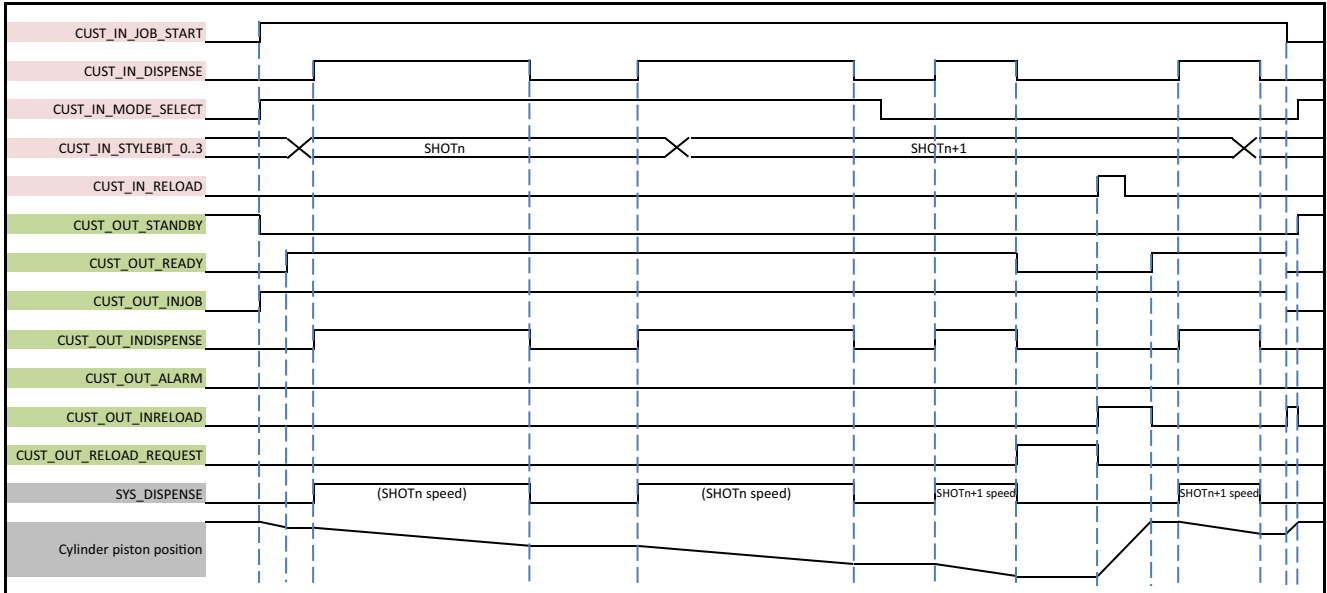 CUST_IN_JOB_START
CUST_IN_DISPENSE
CUST_IN_MODE_SELECT
CUST_IN_STYLEBIT_0..3 SHOTn SHOTn+1
CUST_IN_RELOAD
CUST_OUT_STANDBY
CUST_OUT_READY
CUST_OUT_INJOB
CUST_OUT_INDISPENSE
CUST_OUT_ALARM
CUST_OUT_INRELOAD
CUST_OUT_RELOAD_REQUEST
SYS_DISPENSE (SHOTn speed) (SHOTn speed) SHOTn+1 speed SHOTn+1 speed
Cylinder piston position